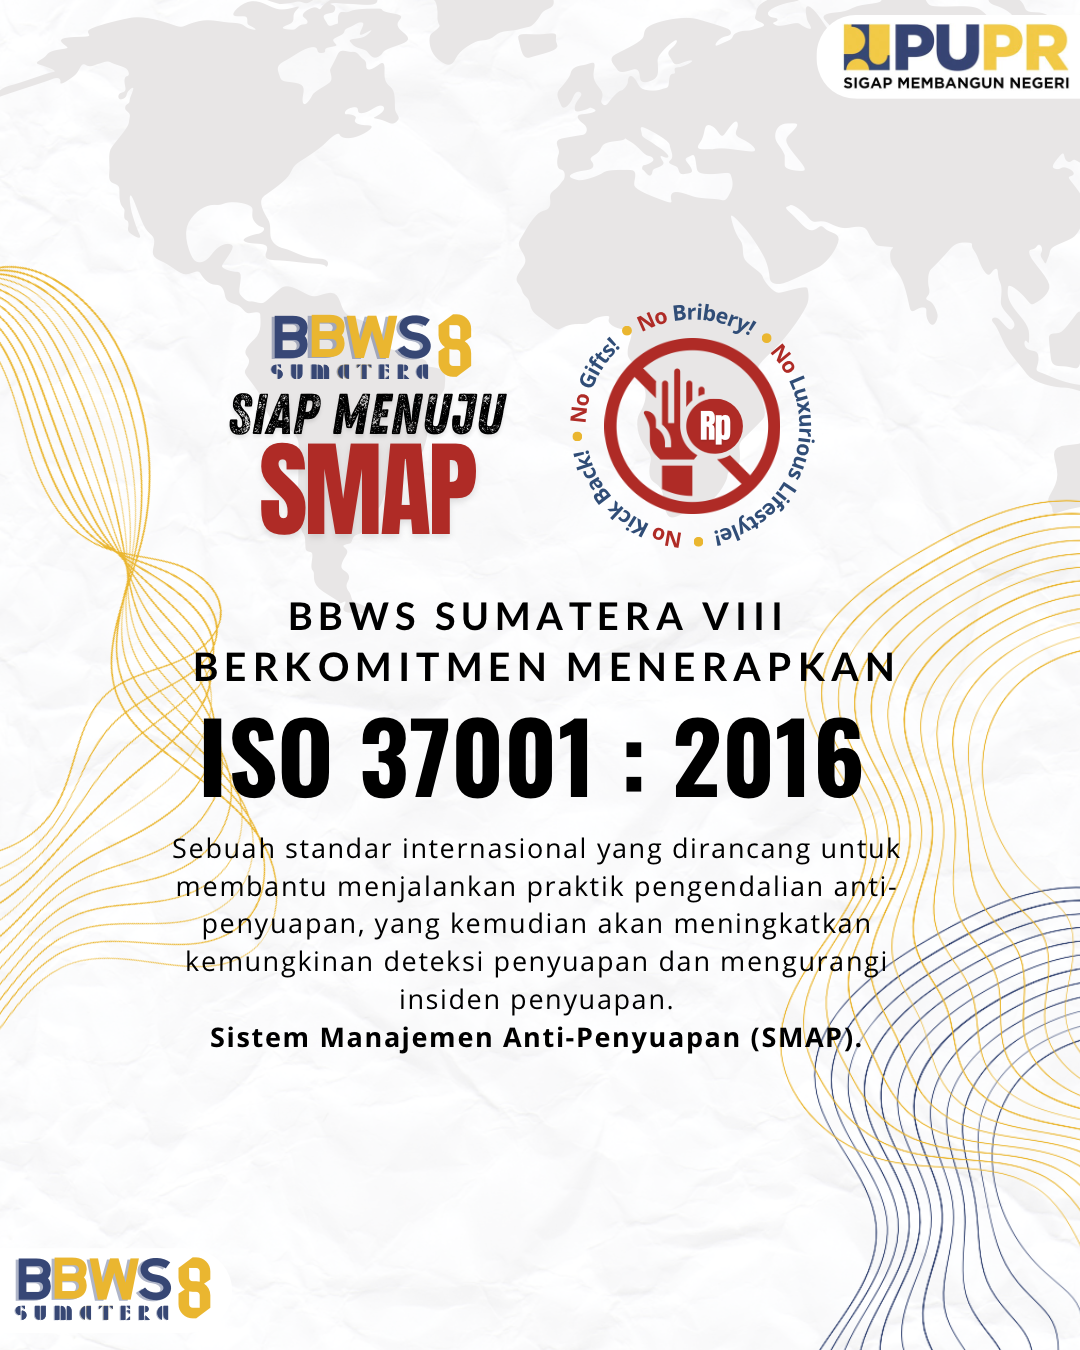 PUPR
SIGAP MEMBANGUN NEGERI
BBWS 8
SUMATERA
SIAP MENUJU
SMAP
No Bribery!
No Luxurious Lifestyle!
No Kick Back!
No Gifts!
Rp
BBWS SUMATERA VIII
BERKOMITMEN MENERAPKAN
ISO 37001 : 2016
Sebuah standar internasional yang dirancang untuk
membantu menjalankan praktik pengendalian anti-
penyuapan, yang kemudian akan meningkatkan
kemungkinan deteksi penyuapan dan mengurangi
insiden penyuapan.
Sistem Manajemen Anti-Penyuapan (SMAP).
BBWS 8
SUMATERA